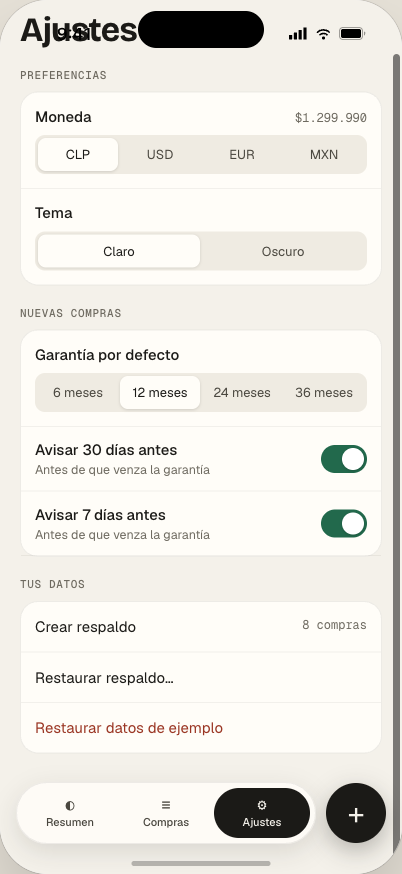 Ajustes
PREFERENCIAS
Moneda $1.299.990
CLP USD EUR MXN
Tema
Claro Oscuro
NUEVAS COMPRAS
Garantía por defecto
6 meses 12 meses 24 meses 36 meses
Avisar 30 días antes
Antes de que venza la garantía
Avisar 7 días antes
Antes de que venza la garantía
TUS DATOS
Crear respaldo 8 compras
Restaurar respaldo…
Restaurar datos de ejemplo
Resumen Compras Ajustes